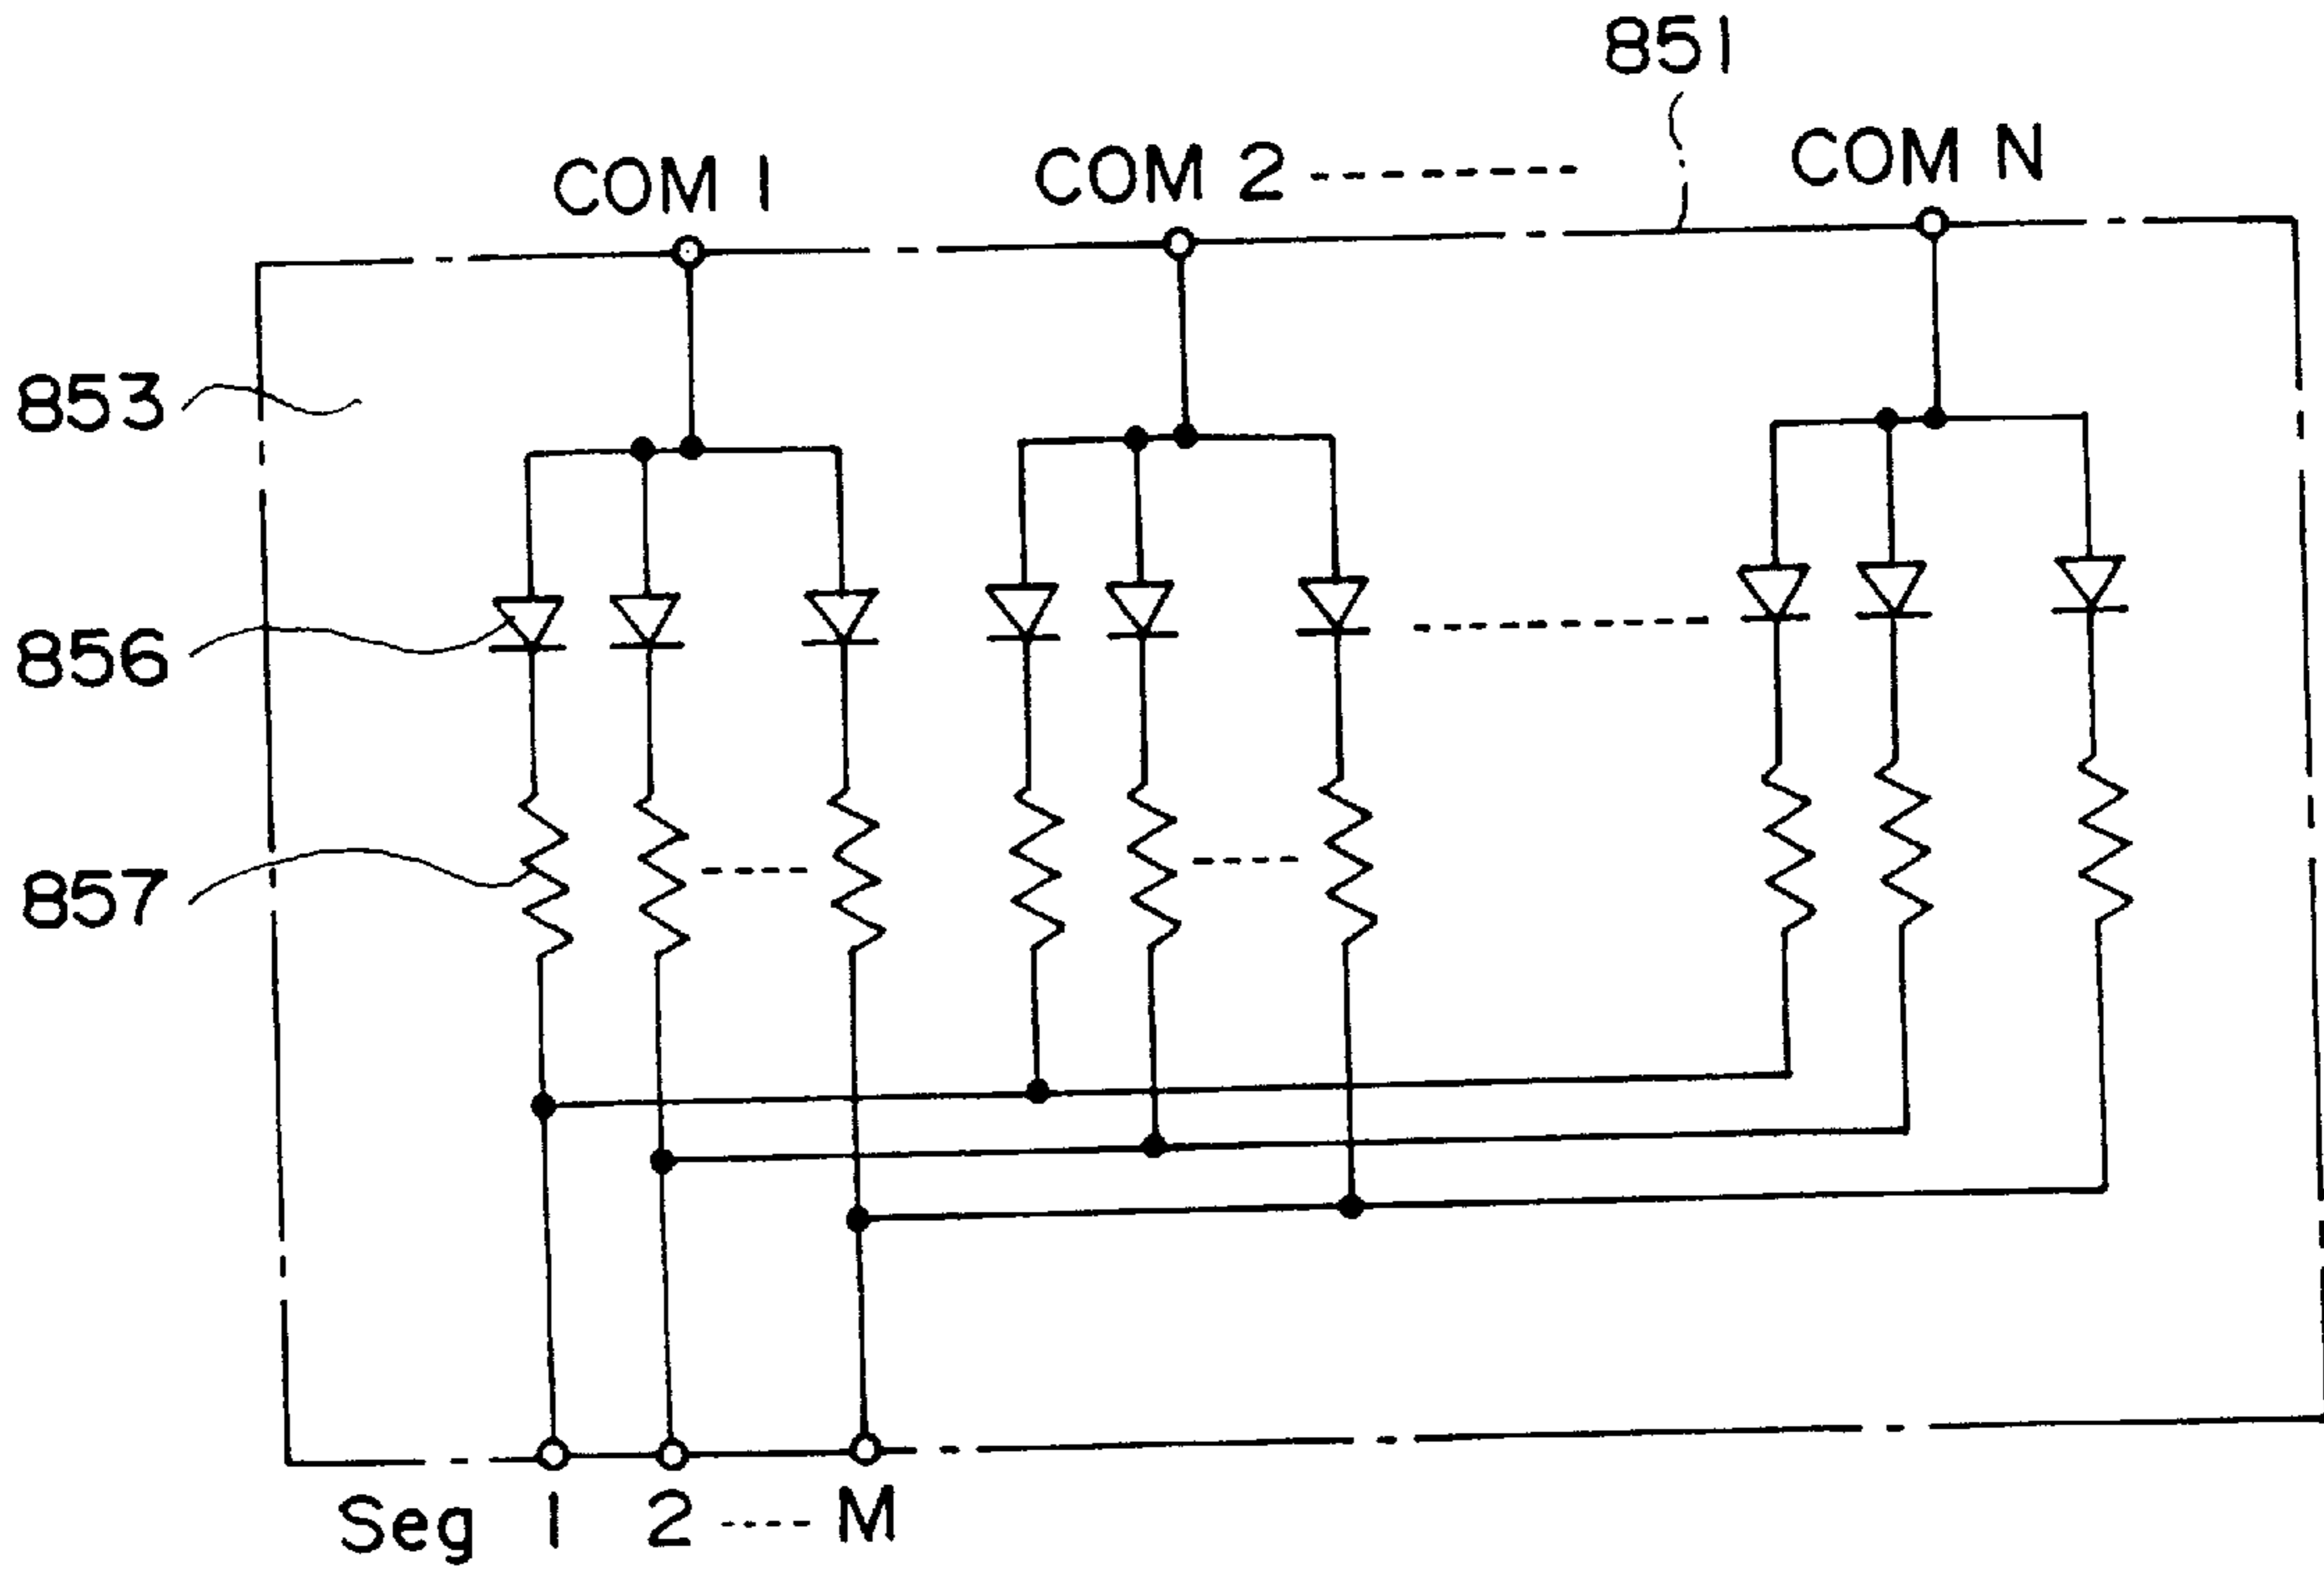 851
COM 1 COM 2 --------- COM N
853
856
857
Seg 1 2 ---- M